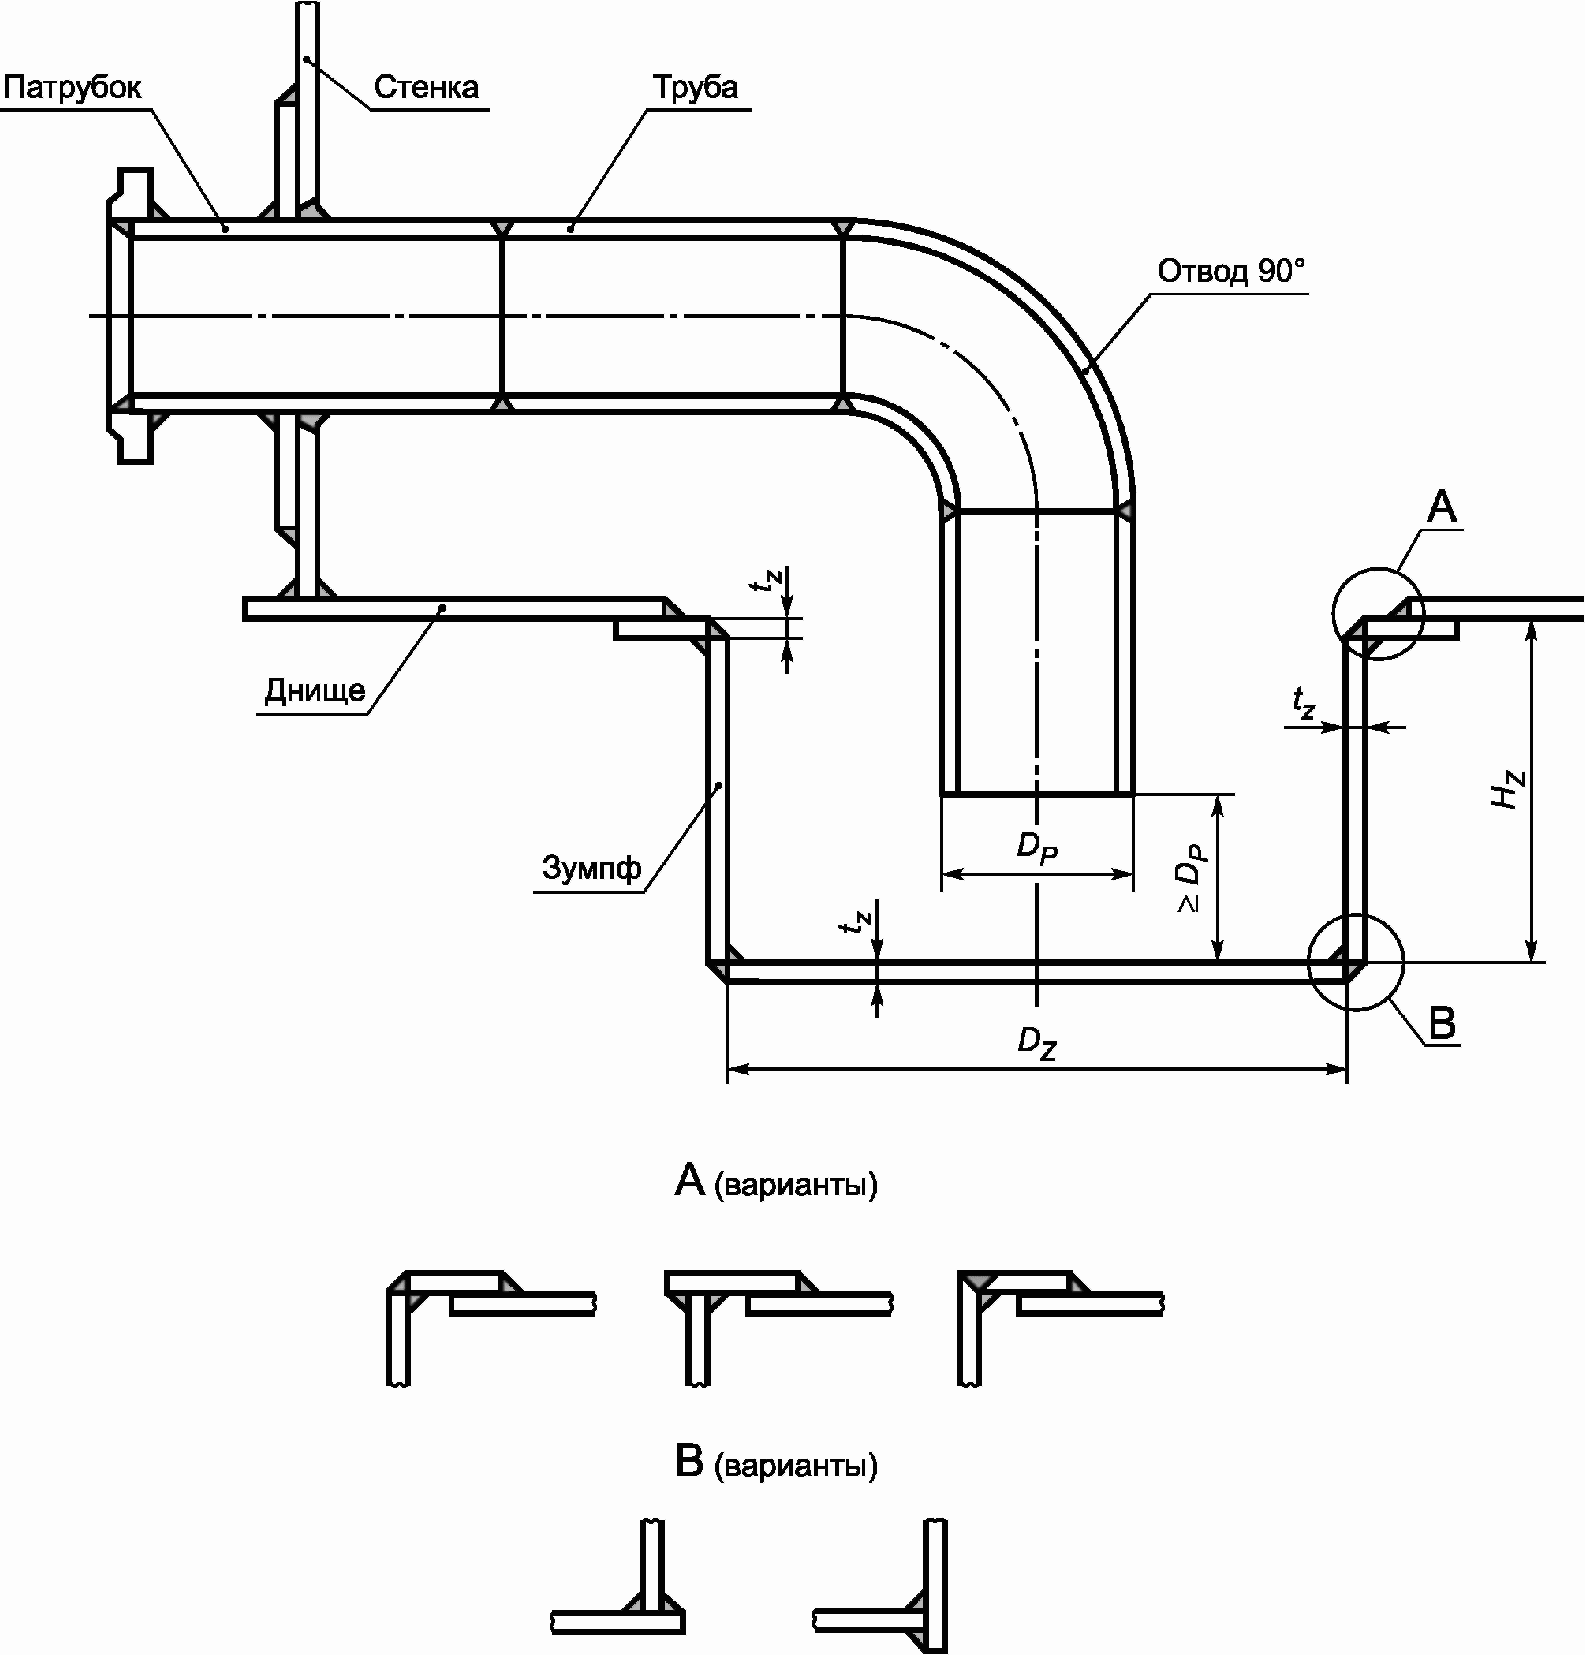 Патрубок
Стенка
Труба
Отвод 90°
A
t_z
Днище
t_z
H_Z
Зумпф
D_P
≥ D_P
t_z
D_Z
B
A (варианты)
B (варианты)